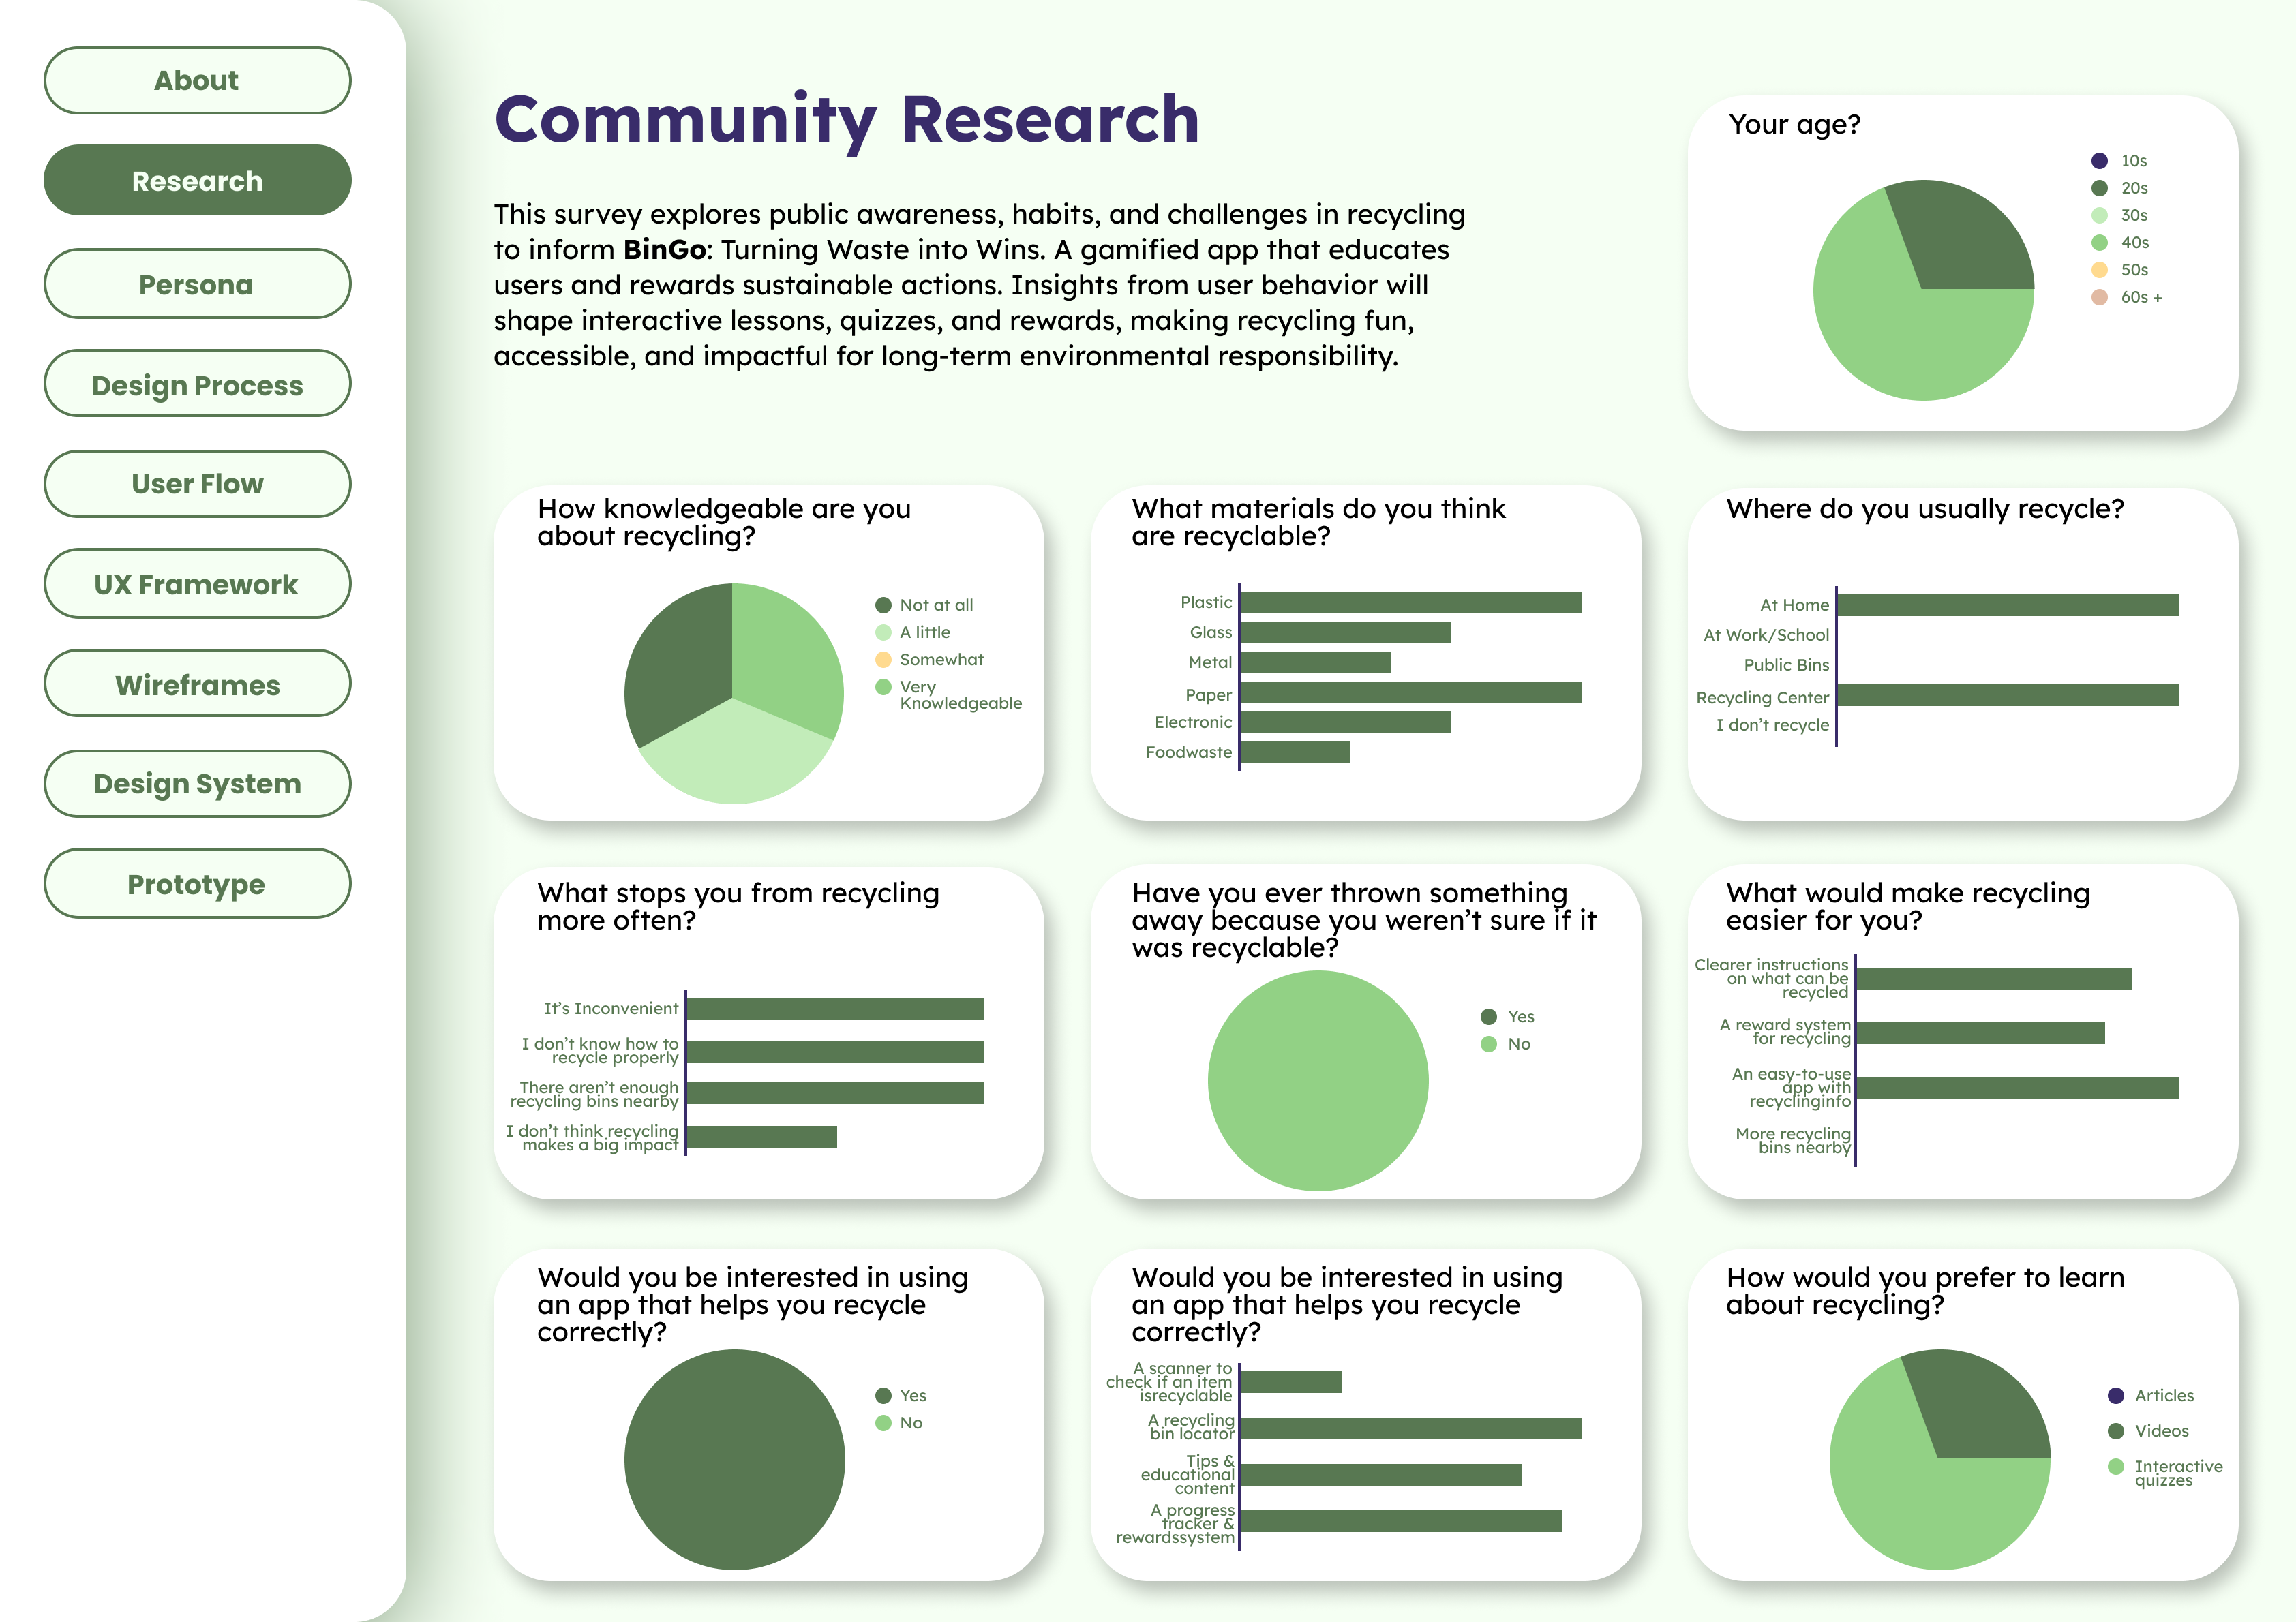 About
Research
Persona
Design Process
User Flow
UX Framework
Wireframes
Design System
Prototype
Community Research
This survey explores public awareness, habits, and challenges in recycling
to inform BinGo: Turning Waste into Wins. A gamified app that educates
users and rewards sustainable actions. Insights from user behavior will
shape interactive lessons, quizzes, and rewards, making recycling fun,
accessible, and impactful for long-term environmental responsibility.
Your age?
10s
20s
30s
40s
50s
60s +
How knowledgeable are you
about recycling?
Not at all
A little
Somewhat
Very
Knowledgeable
What materials do you think
are recyclable?
Plastic
Glass
Metal
Paper
Electronic
Foodwaste
Where do you usually recycle?
At Home
At Work/School
Public Bins
Recycling Center
I don't recycle
What stops you from recycling
more often?
It's Inconvenient
I don't know how to
recycle properly
There aren't enough
recycling bins nearby
I don't think recycling
makes a big impact
Have you ever thrown something
away because you weren't sure if it
was recyclable?
Yes
No
What would make recycling
easier for you?
Clearer instructions
on what can be
recycled
A reward system
for recycling
An easy-to-use
app with
recyclinginfo
More recycling
bins nearby
Would you be interested in using
an app that helps you recycle
correctly?
Yes
No
Would you be interested in using
an app that helps you recycle
correctly?
A scanner to
check if an item
isrecyclable
A recycling
bin locator
Tips &
educational
content
A progress
tracker &
rewardssystem
How would you prefer to learn
about recycling?
Articles
Videos
Interactive
quizzes